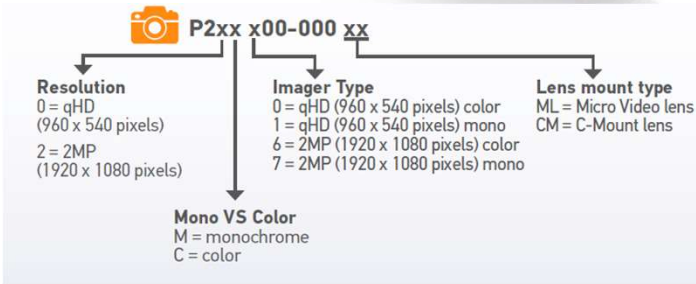 P2xx x00-000 xx
Resolution
0 = qHD
(960 x 540 pixels)
2 = 2MP
(1920 x 1080 pixels)
Imager Type
0 = qHD (960 x 540 pixels) color
1 = qHD (960 x 540 pixels) mono
6 = 2MP (1920 x 1080 pixels) color
7 = 2MP (1920 x 1080 pixels) mono
Lens mount type
ML = Micro Video lens
CM = C-Mount lens
Mono VS Color
M = monochrome
C = color